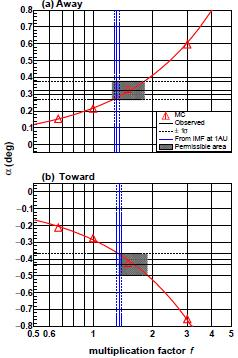 (a) Away
0.8
0.7
0.6
0.5
0.4
0.3
0.2
0.1
0
MC
Observed
± 1σ
From IMF at 1AU
Permissible area
α (deg)
(b) Toward
0
−0.1
−0.2
−0.3
−0.4
−0.5
−0.6
−0.7
−0.8
0.5 0.6 1 2 3 4 5
multiplication factor f